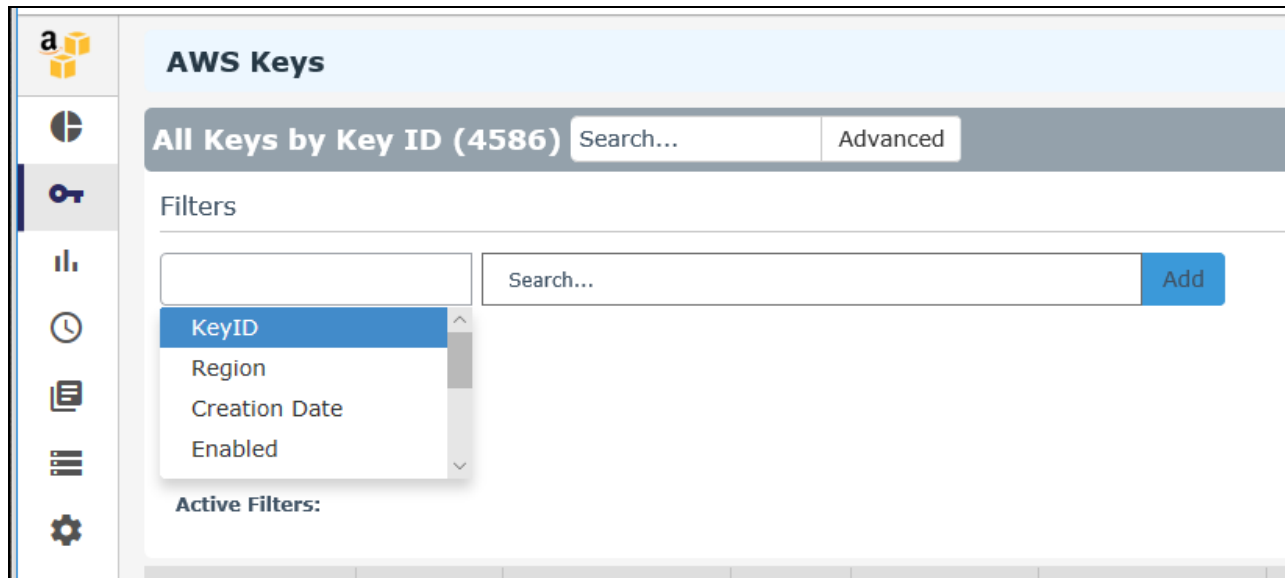 a
AWS Keys
All Keys by Key ID (4586) Search... Advanced
Filters
Search... Add
KeyID
Region
Creation Date
Enabled
Active Filters: